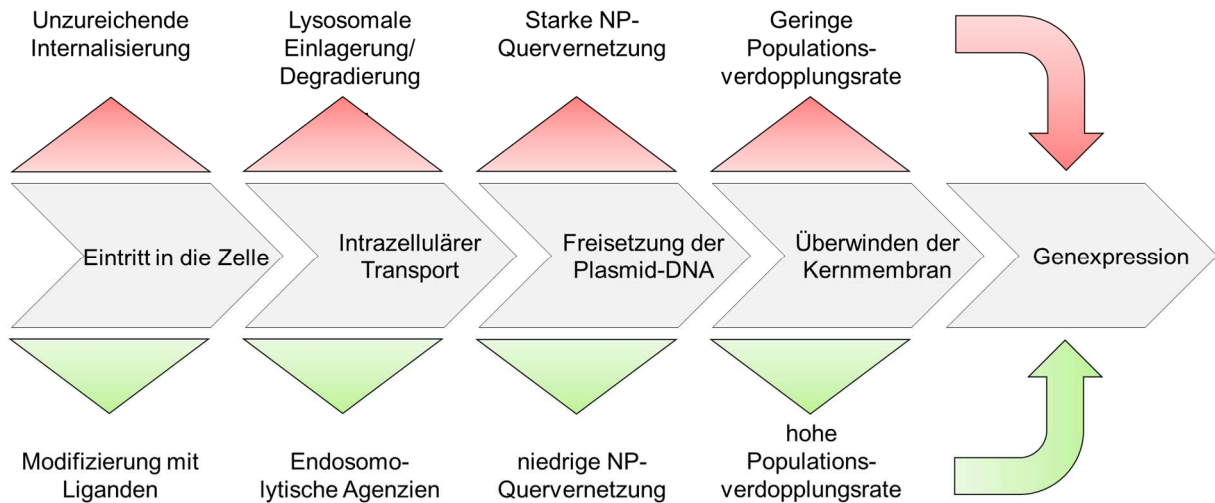 Unzureichende
Internalisierung
Lysosomale
Einlagerung/
Degradierung
Starke NP-
Quervernetzung
Geringe
Populations-
verdopplungsrate
Eintritt in die Zelle
Intrazellulärer
Transport
Freisetzung der
Plasmid-DNA
Überwinden der
Kernmembran
Genexpression
Modifizierung mit
Liganden
Endosomo-
lytische Agenzien
niedrige NP-
Quervernetzung
hohe
Populations-
verdopplungsrate